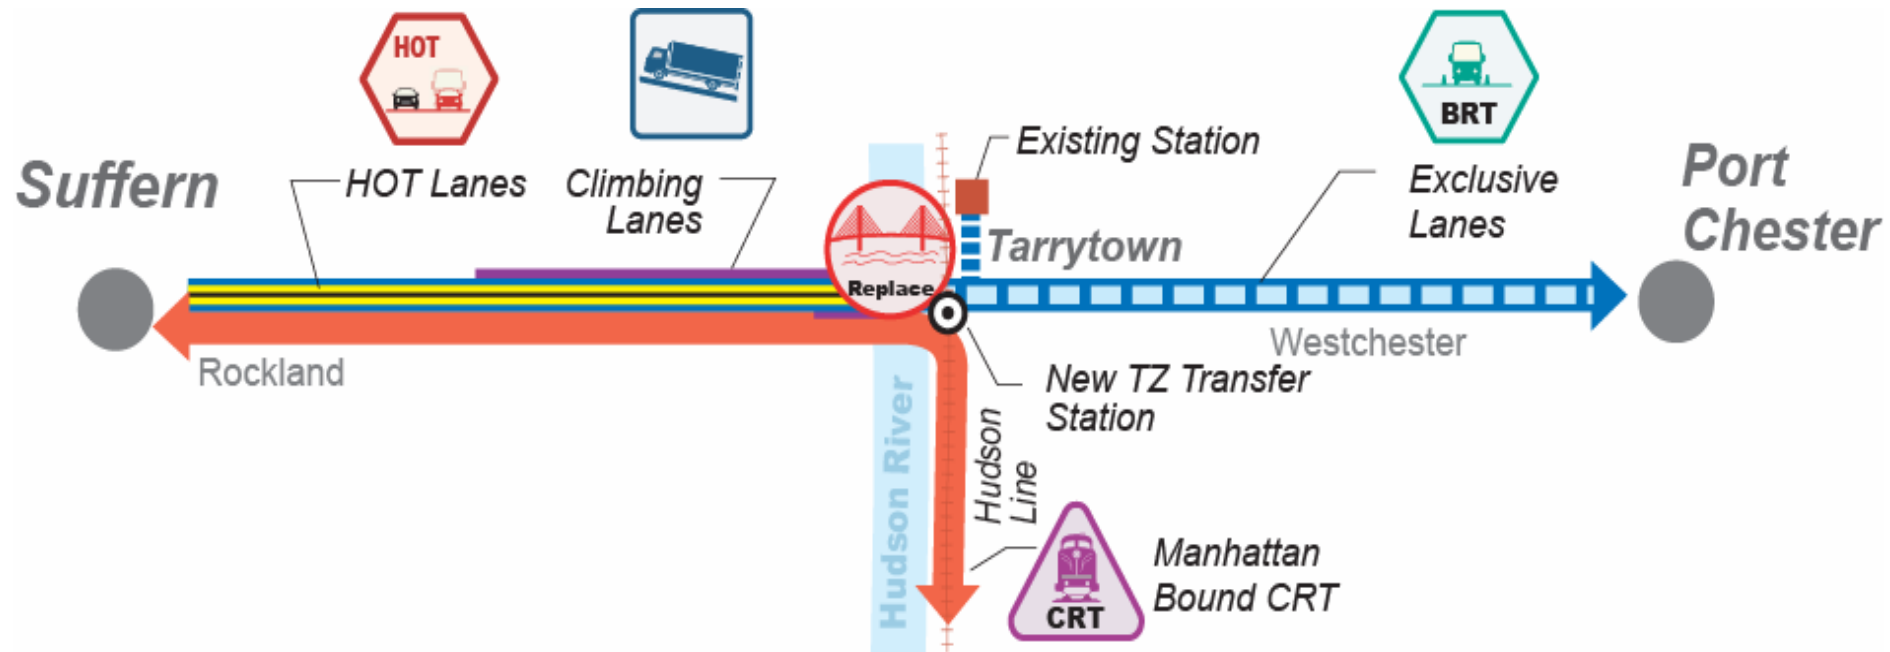 HOT
BRT
Existing Station
Suffern
HOT Lanes
Climbing
Lanes
Exclusive
Lanes
Port
Chester
Tarrytown
Replace
Rockland
Westchester
New TZ Transfer
Station
Hudson River
Hudson
Line
CRT
Manhattan
Bound CRT